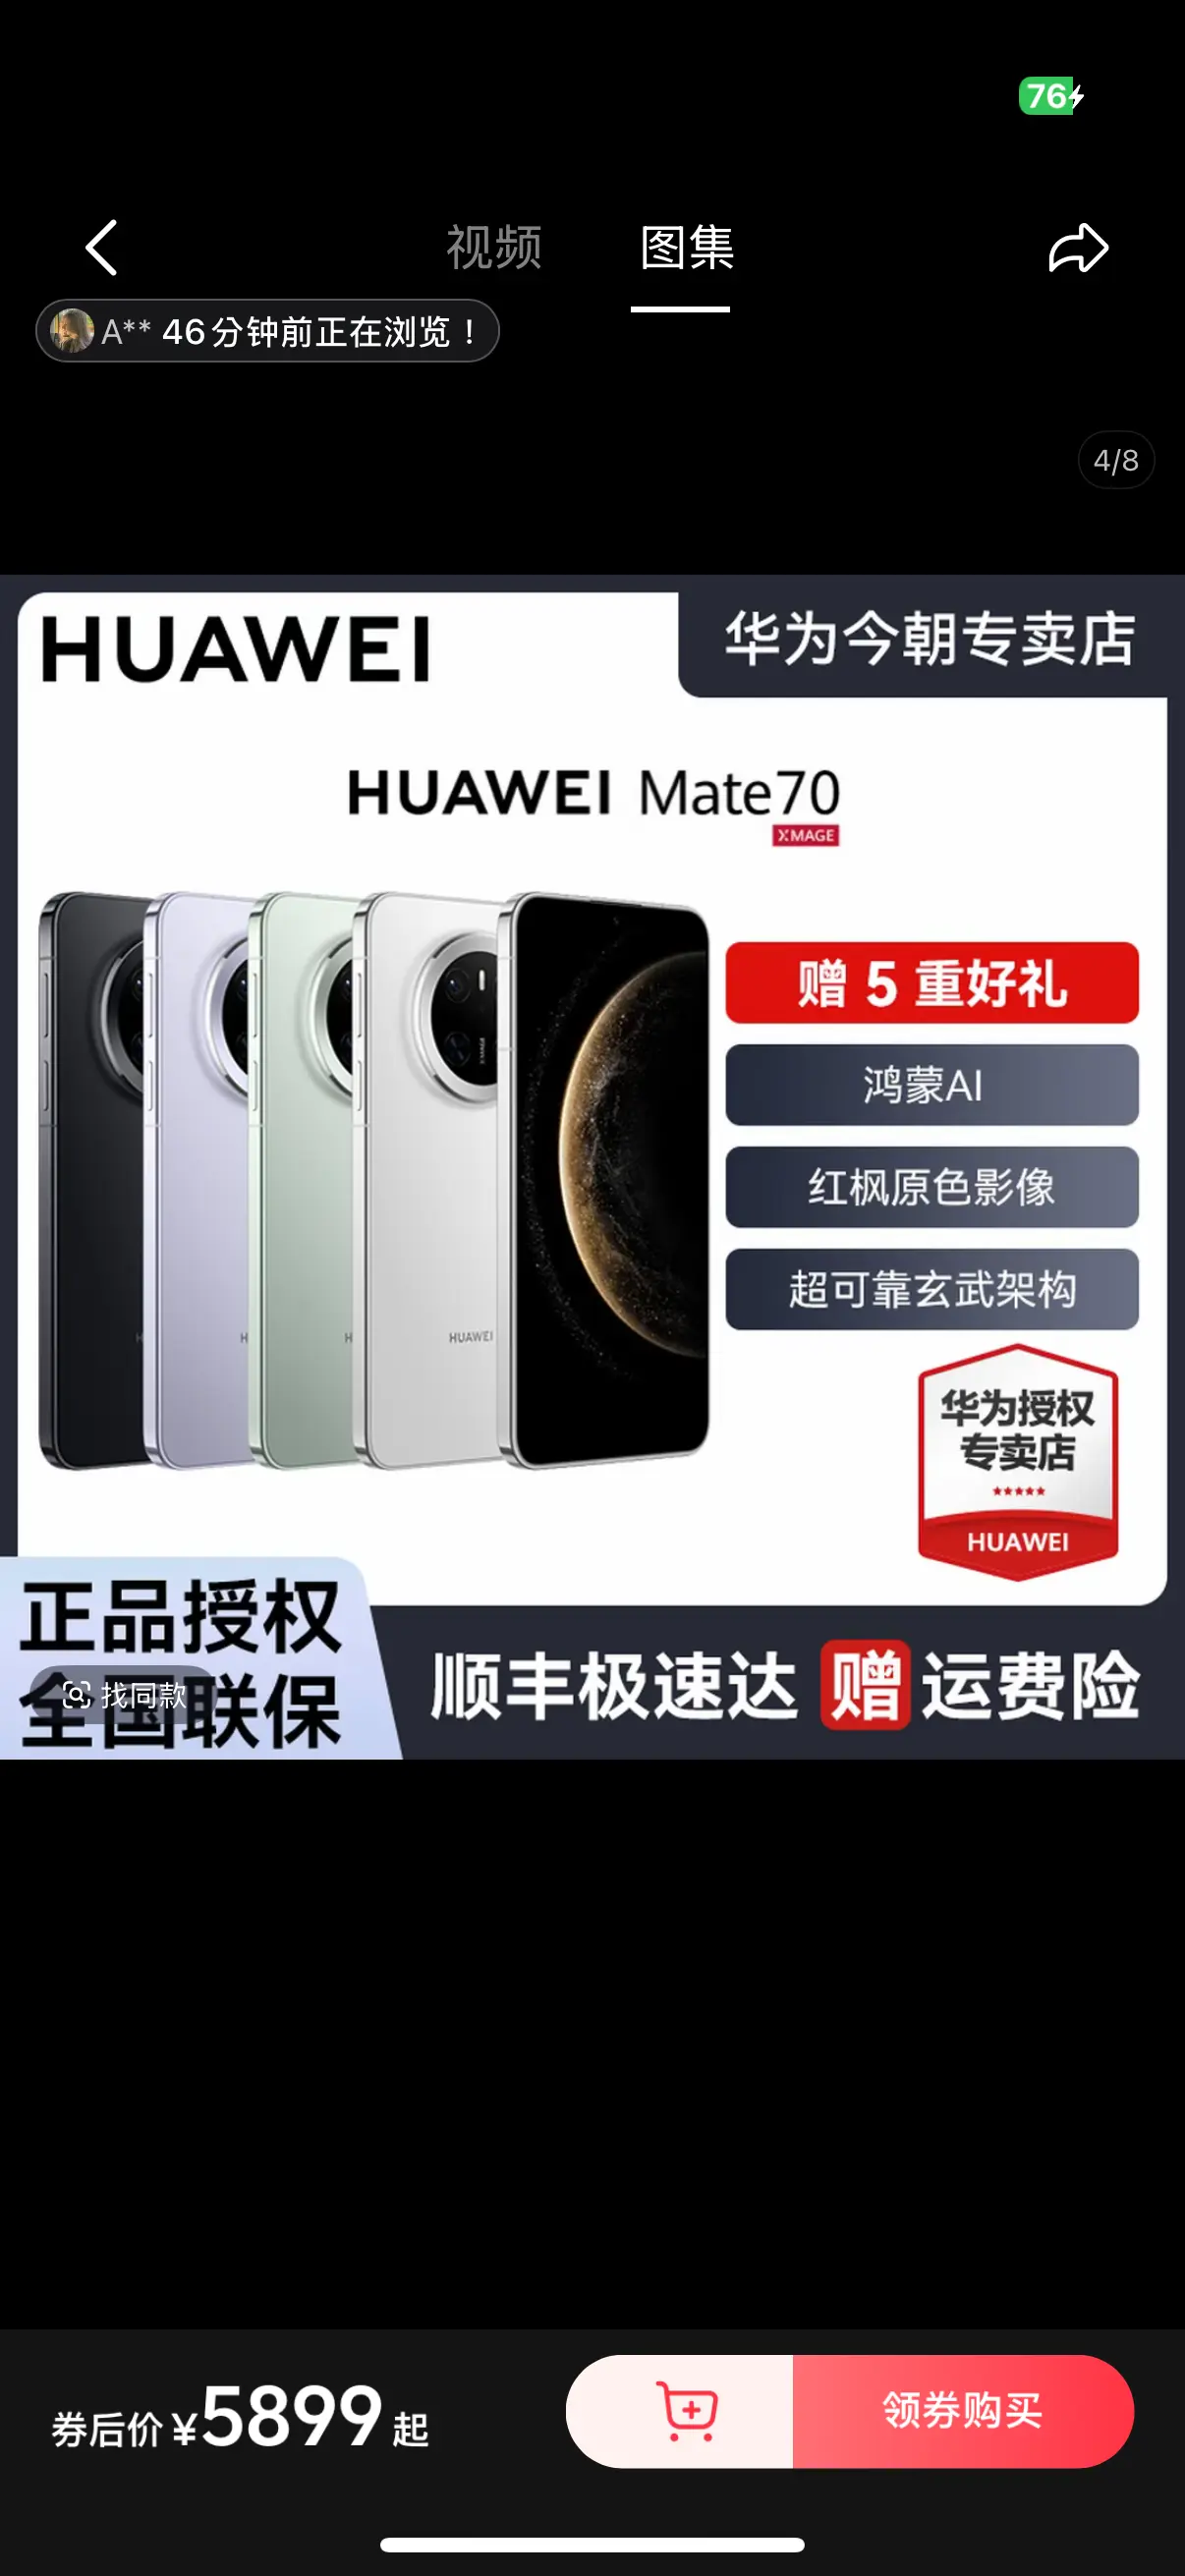 76
视频
图集
A** 46分钟前正在浏览！
4/8
HUAWEI
华为今朝专卖店
HUAWEI Mate70
XMAGE
赠 5 重好礼
鸿蒙AI
红枫原色影像
超可靠玄武架构
HUAWEI
华为授权
专卖店
HUAWEI
正品授权
全国联保
找同款
顺丰极速达 赠 运费险
券后价 ¥5899 起
领券购买